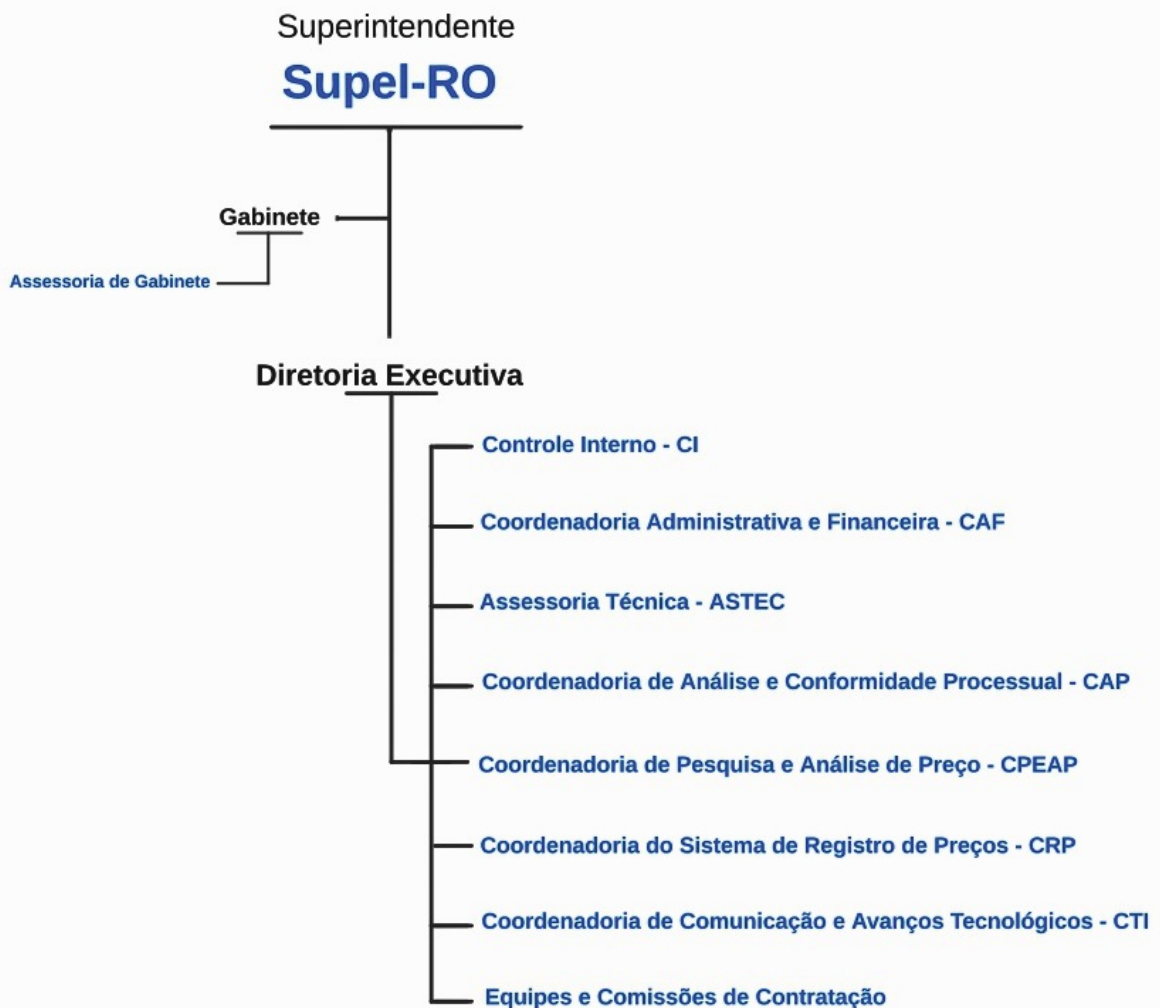 Superintendente
Supel-RO
Gabinete
Assessoria de Gabinete
Diretoria Executiva
Controle Interno - CI
Coordenadoria Administrativa e Financeira - CAF
Assessoria Técnica - ASTEC
Coordenadoria de Análise e Conformidade Processual - CAP
Coordenadoria de Pesquisa e Análise de Preço - CPEAP
Coordenadoria do Sistema de Registro de Preços - CRP
Coordenadoria de Comunicação e Avanços Tecnológicos - CTI
Equipes e Comissões de Contratação